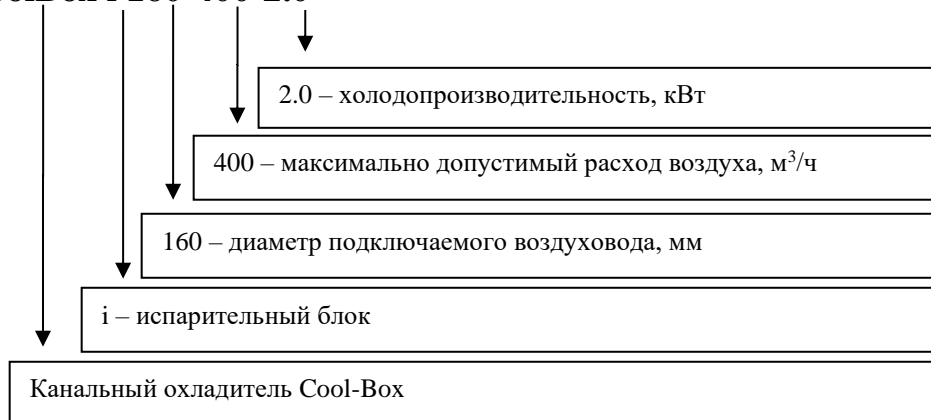 2.0 – холодопроизводительность, кВт
400 – максимально допустимый расход воздуха, м³/ч
160 – диаметр подключаемого воздуховода, мм
i – испарительный блок
Канальный охладитель Cool-Box